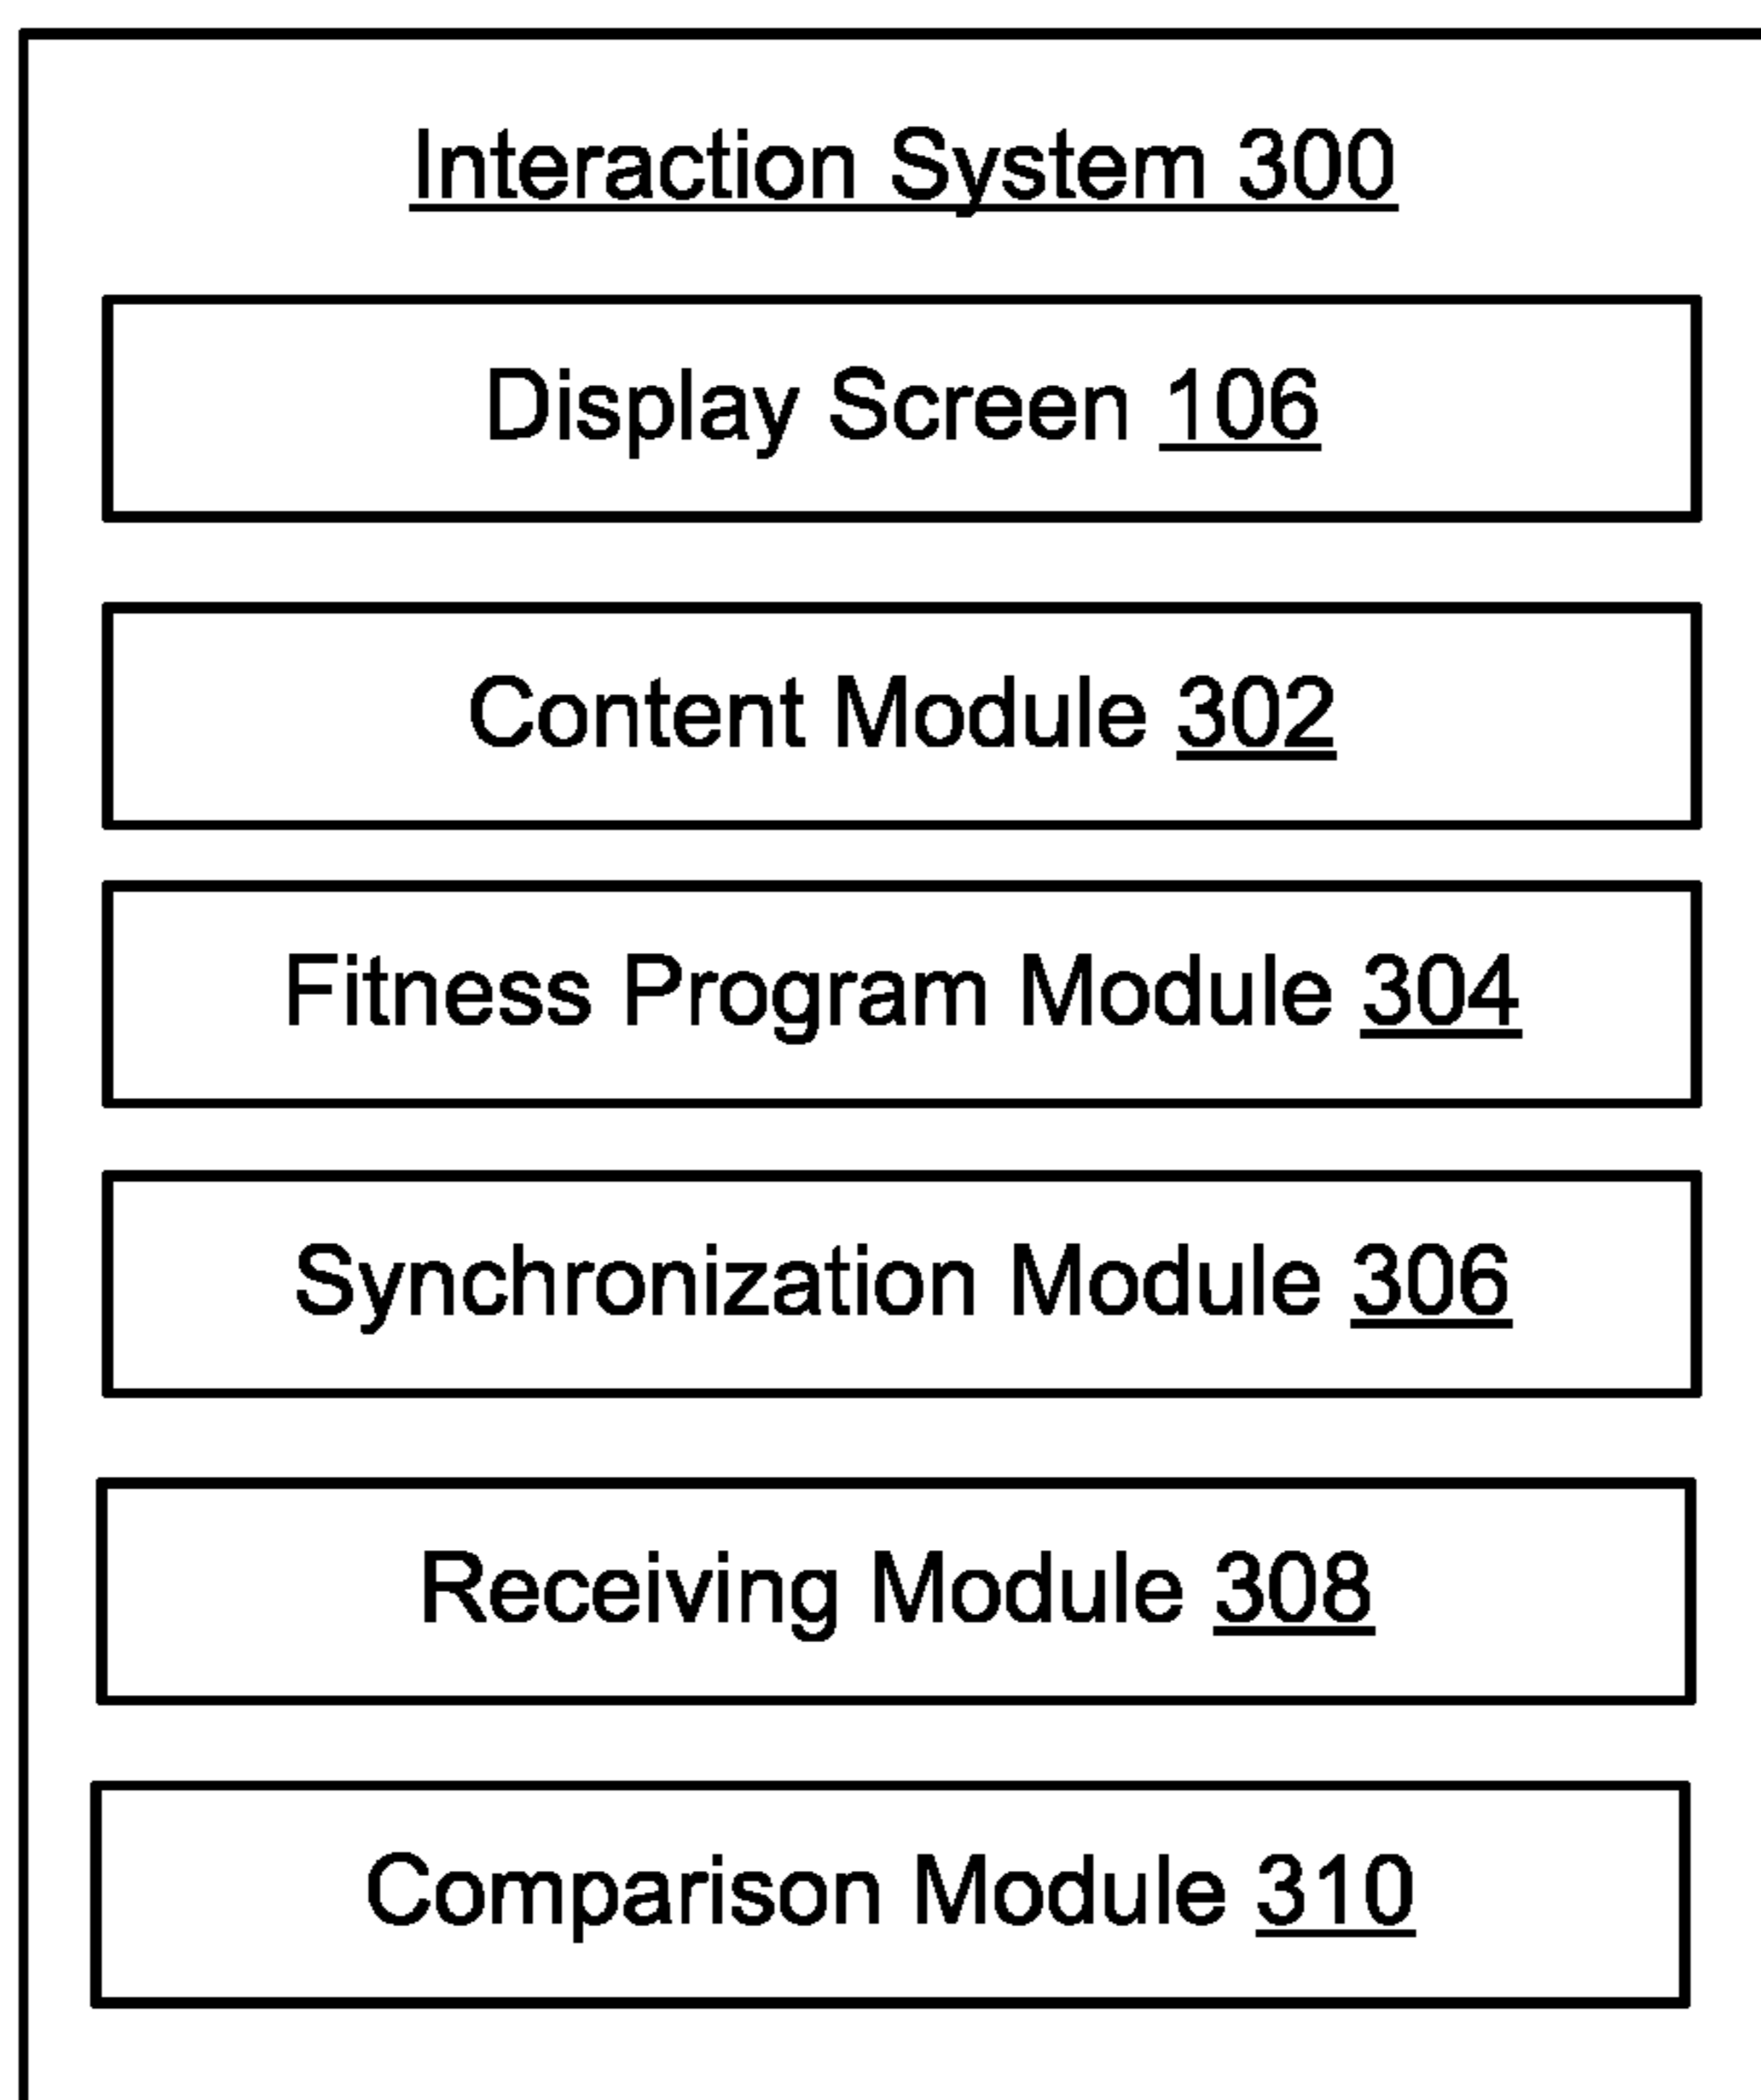 Interaction System 300
Display Screen 106
Content Module 302
Fitness Program Module 304
Synchronization Module 306
Receiving Module 308
Comparison Module 310